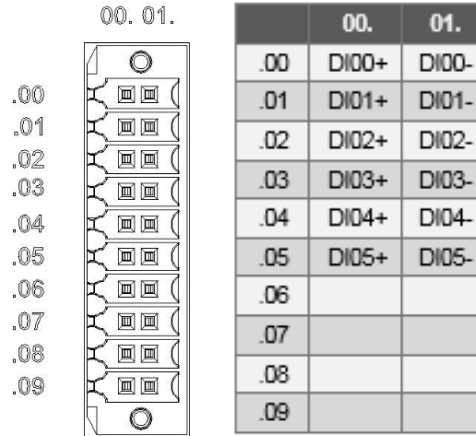 00. 01.
.00
.01
.02
.03
.04
.05
.06
.07
.08
.09
00. 01.
.00 DI00+ DI00-
.01 DI01+ DI01-
.02 DI02+ DI02-
.03 DI03+ DI03-
.04 DI04+ DI04-
.05 DI05+ DI05-
.06
.07
.08
.09